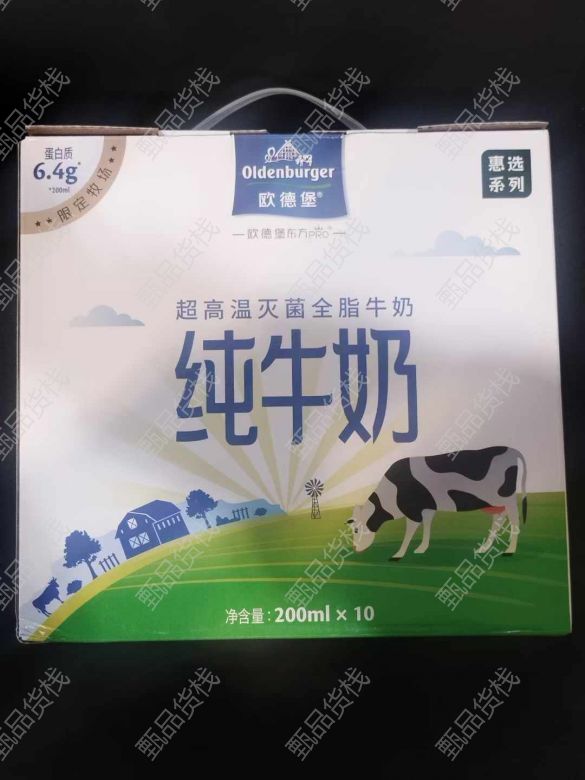 蛋白质
6.4g*
*200ml
限定牧场
Oldenburger
欧德堡®
欧德堡东方PRO
惠选
系列
超高温灭菌全脂牛奶
纯牛奶
净含量：200ml × 10
甄品货栈